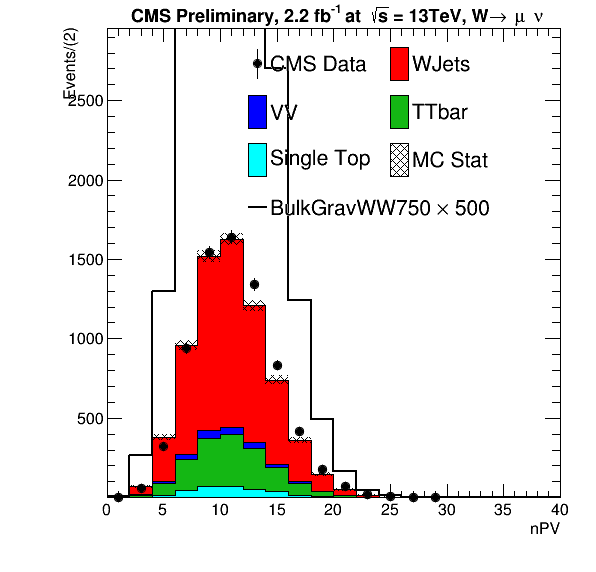 CMS Preliminary, 2.2 fb⁻¹ at √s = 13TeV, W→ μ ν
Events/(2)
CMS Data
WJets
VV
TTbar
Single Top
MC Stat
BulkGravWW750 × 500
2500
2000
1500
1000
500
0 5 10 15 20 25 30 35 40
nPV